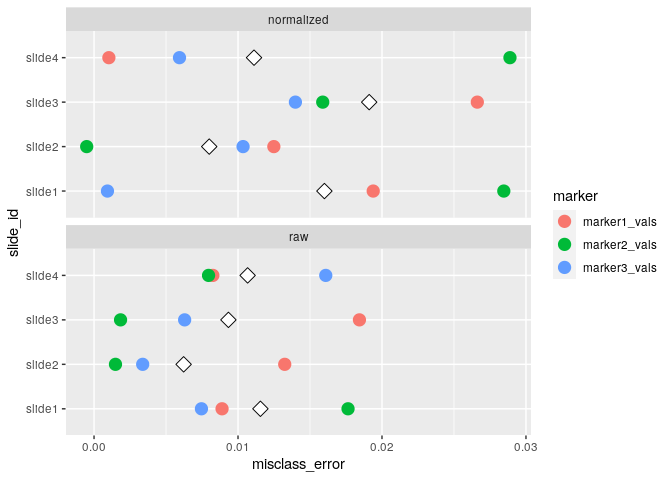 normalized
slide4
slide3
slide2
slide1
raw
slide4
slide3
slide2
slide1
0.00
0.01
0.02
0.03
misclass_error
slide_id
marker
marker1_vals
marker2_vals
marker3_vals